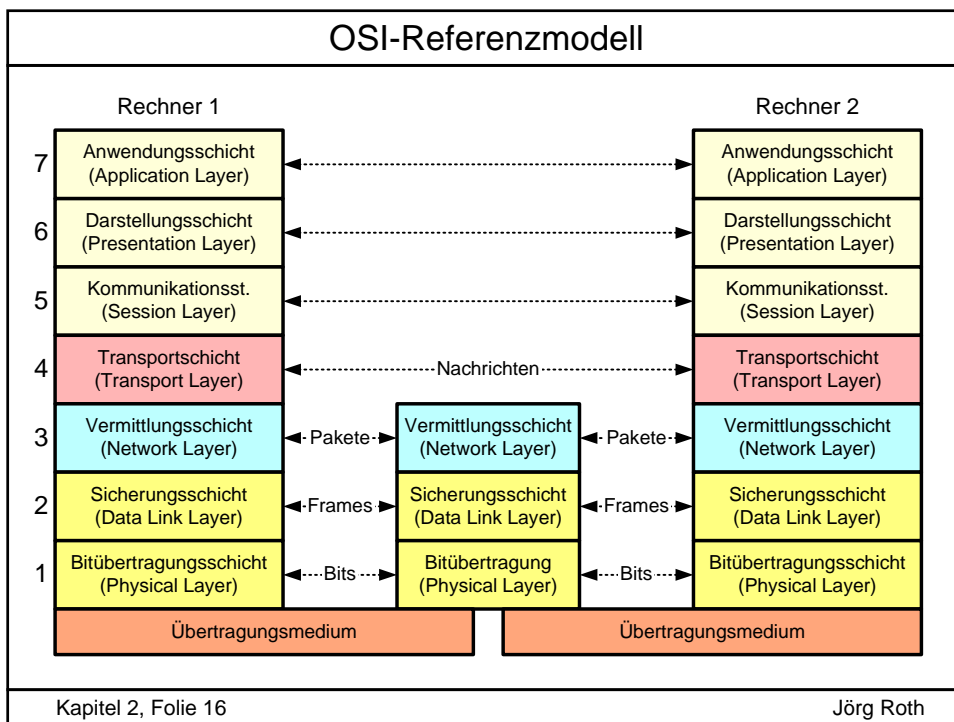 OSI-Referenzmodell
Rechner 1
Rechner 2
7
Anwendungsschicht
(Application Layer)
Anwendungsschicht
(Application Layer)
6
Darstellungsschicht
(Presentation Layer)
Darstellungsschicht
(Presentation Layer)
5
Kommunikationsst.
(Session Layer)
Kommunikationsst.
(Session Layer)
4
Transportschicht
(Transport Layer)
Nachrichten
Transportschicht
(Transport Layer)
3
Vermittlungsschicht
(Network Layer)
Pakete
Vermittlungsschicht
(Network Layer)
Pakete
Vermittlungsschicht
(Network Layer)
2
Sicherungsschicht
(Data Link Layer)
Frames
Sicherungsschicht
(Data Link Layer)
Frames
Sicherungsschicht
(Data Link Layer)
1
Bitübertragungsschicht
(Physical Layer)
Bits
Bitübertragung
(Physical Layer)
Bits
Bitübertragungsschicht
(Physical Layer)
Übertragungsmedium
Übertragungsmedium
Kapitel 2, Folie 16
Jörg Roth